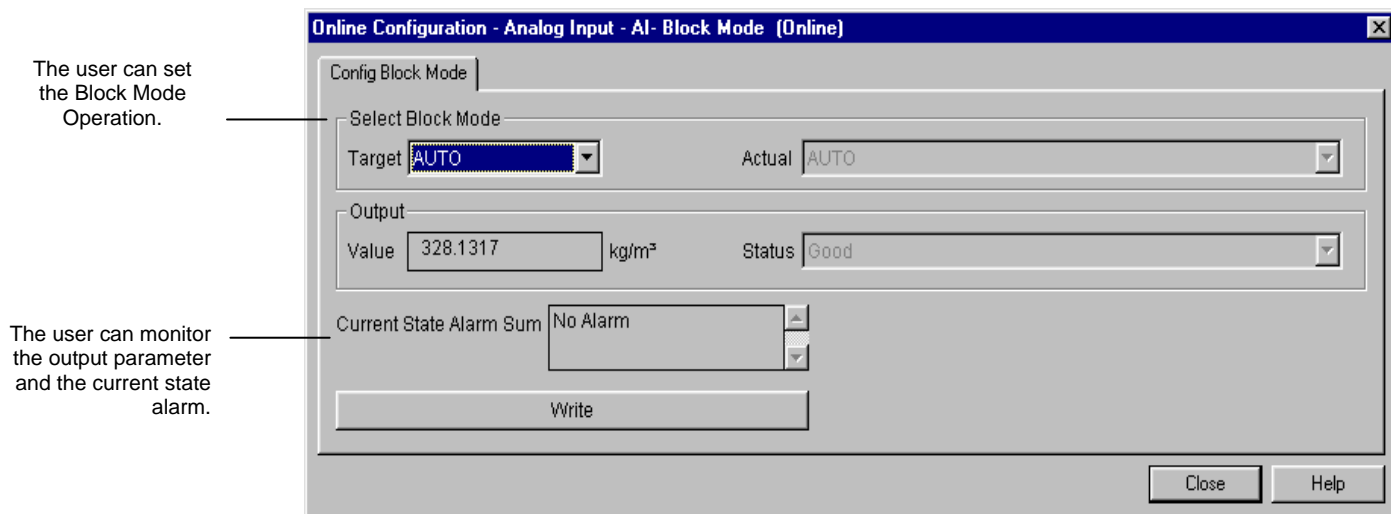 Online Configuration - Analog Input - AI- Block Mode (Online)
The user can set
the Block Mode
Operation.
Config Block Mode
Select Block Mode
Target AUTO Actual AUTO
Output
Value 328.1317 kg/m³ Status Good
The user can monitor
the output parameter
and the current state
alarm.
Current State Alarm Sum No Alarm
Write
Close Help